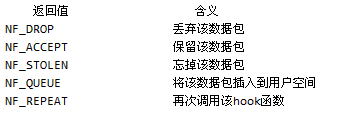 返回值 含义
NF_DROP 丢弃该数据包
NF_ACCEPT 保留该数据包
NF_STOLEN 忘掉该数据包
NF_QUEUE 将该数据包插入到用户空间
NF_REPEAT 再次调用该hook函数